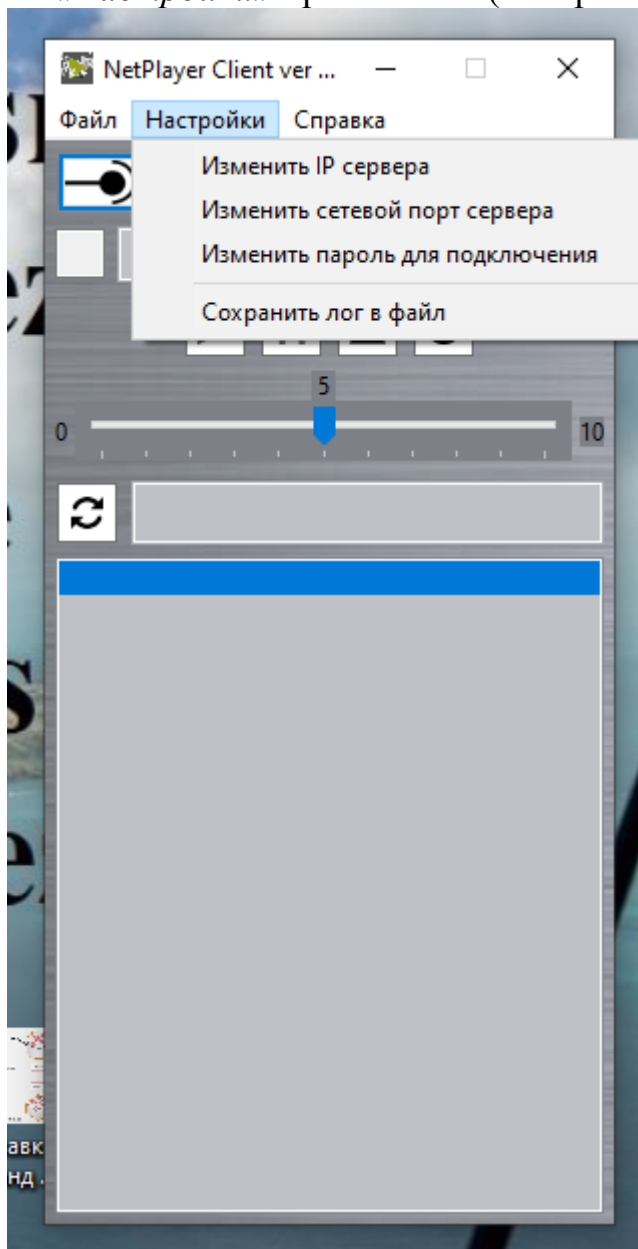 NetPlayer Client ver ...
Файл Настройки Справка
Изменить IP сервера
Изменить сетевой порт сервера
Изменить пароль для подключения
Сохранить лог в файл
5
0 10